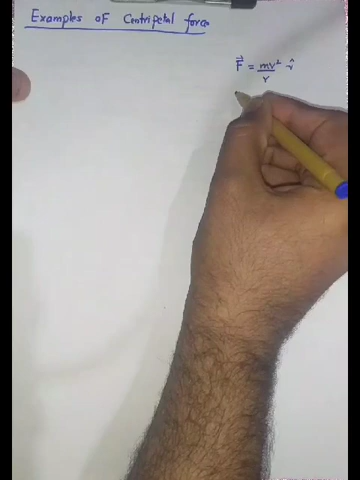 Examples of Centripetal force
F⃗ = mv²/r r̂